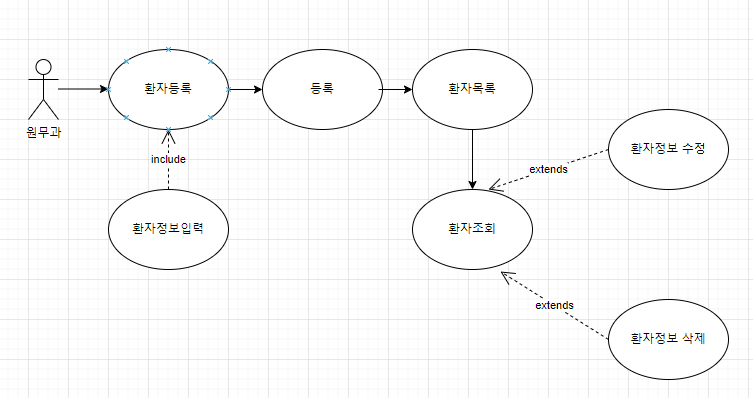 환자등록
등록
환자목록
원무과
include
환자정보 수정
extends
환자정보입력
환자조회
extends
환자정보 삭제